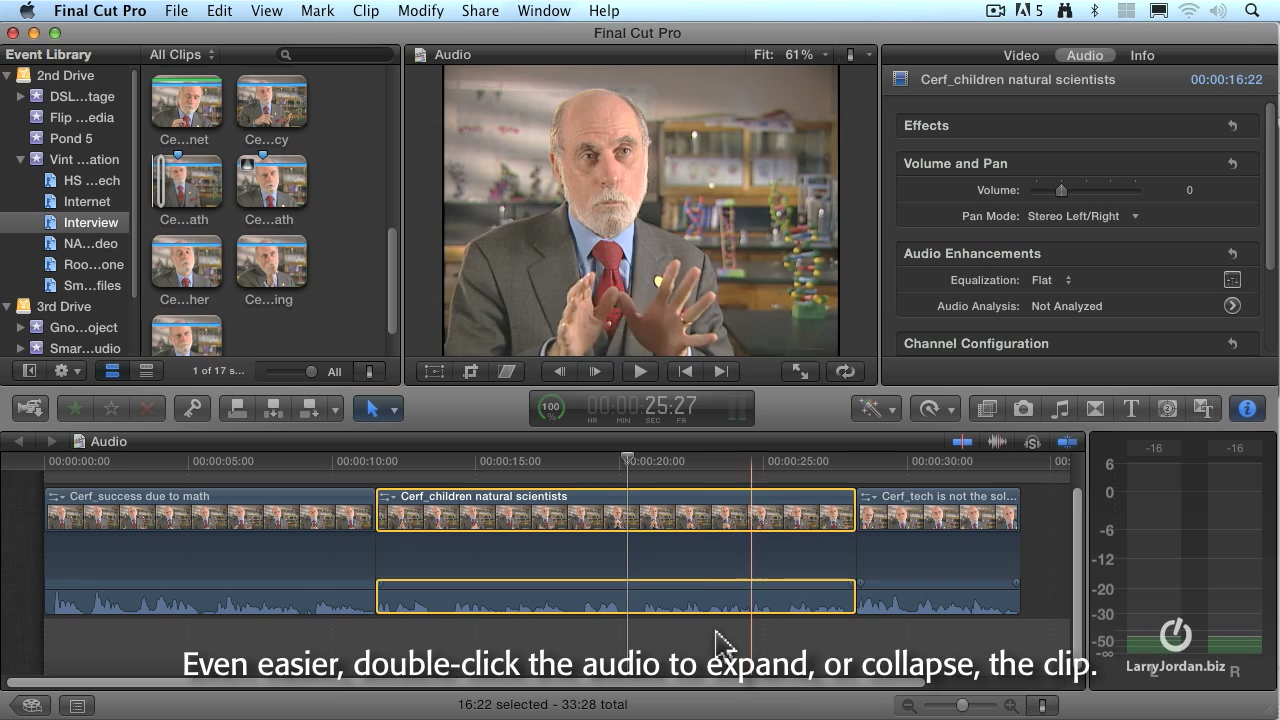 Final Cut Pro File Edit View Mark Clip Modify Share Window Help 5
Final Cut Pro
Event Library All Clips Audio Fit: 61% Video Audio Info
2nd Drive
DSL...tage
Flip ...edia
Pond 5
Vint ...ation
HS ...ech
Internet
Interview
NA...deo
Roo...one
Sm...files
3rd Drive
Gno...oject
Smar...udio
Ce...net Ce...cy
Ce...ath Ce...ath
Ce...her Ce...ing
1 of 17 s... All
Cerf_children natural scientists 00:00:16:22
Effects
Volume and Pan
Volume: 0
Pan Mode: Stereo Left/Right
Audio Enhancements
Equalization: Flat
Audio Analysis: Not Analyzed
Channel Configuration
100 % 00:00:25:27
HR MIN SEC FR
Audio
00:00:00:00 00:00:05:00 00:00:10:00 00:00:15:00 00:00:20:00 00:00:25:00 00:00:30:00 00:
Cerf_success due to math Cerf_children natural scientists Cerf_tech is not the sol...
-16 -16
6
0
-6
-12
-20
-30
-50
-∞
L R
LarryJordan.biz
Even easier, double-click the audio to expand, or collapse, the clip.
16:22 selected - 33:28 total